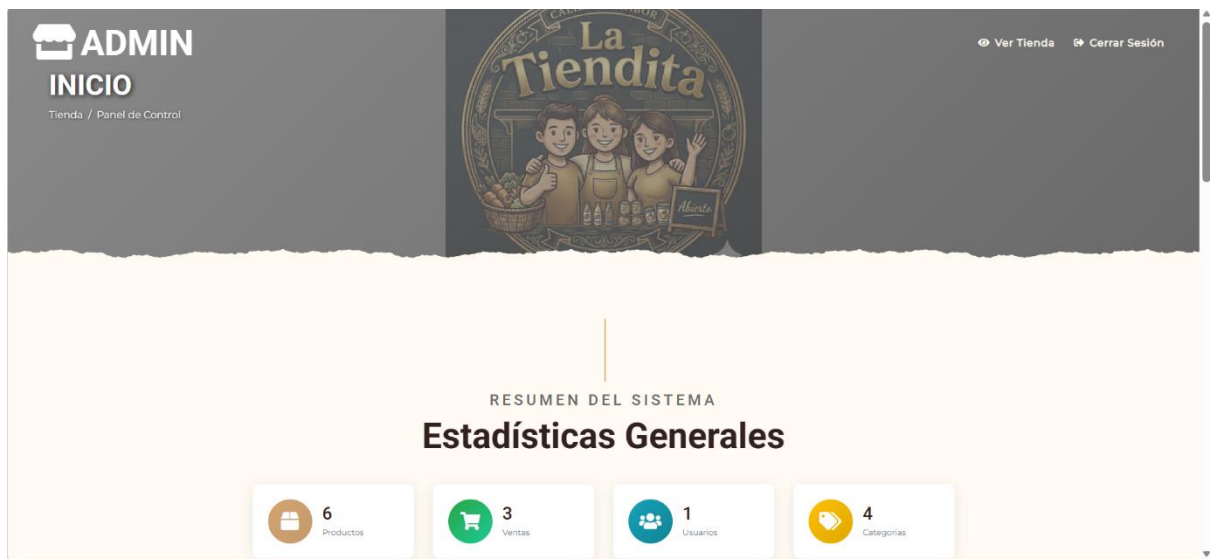 ADMIN
Ver Tienda Cerrar Sesión
INICIO
Tienda / Panel de Control
La
Tiendita
Abierto
RESUMEN DEL SISTEMA
Estadísticas Generales
6
Productos
3
Ventas
1
Usuarios
4
Categorías